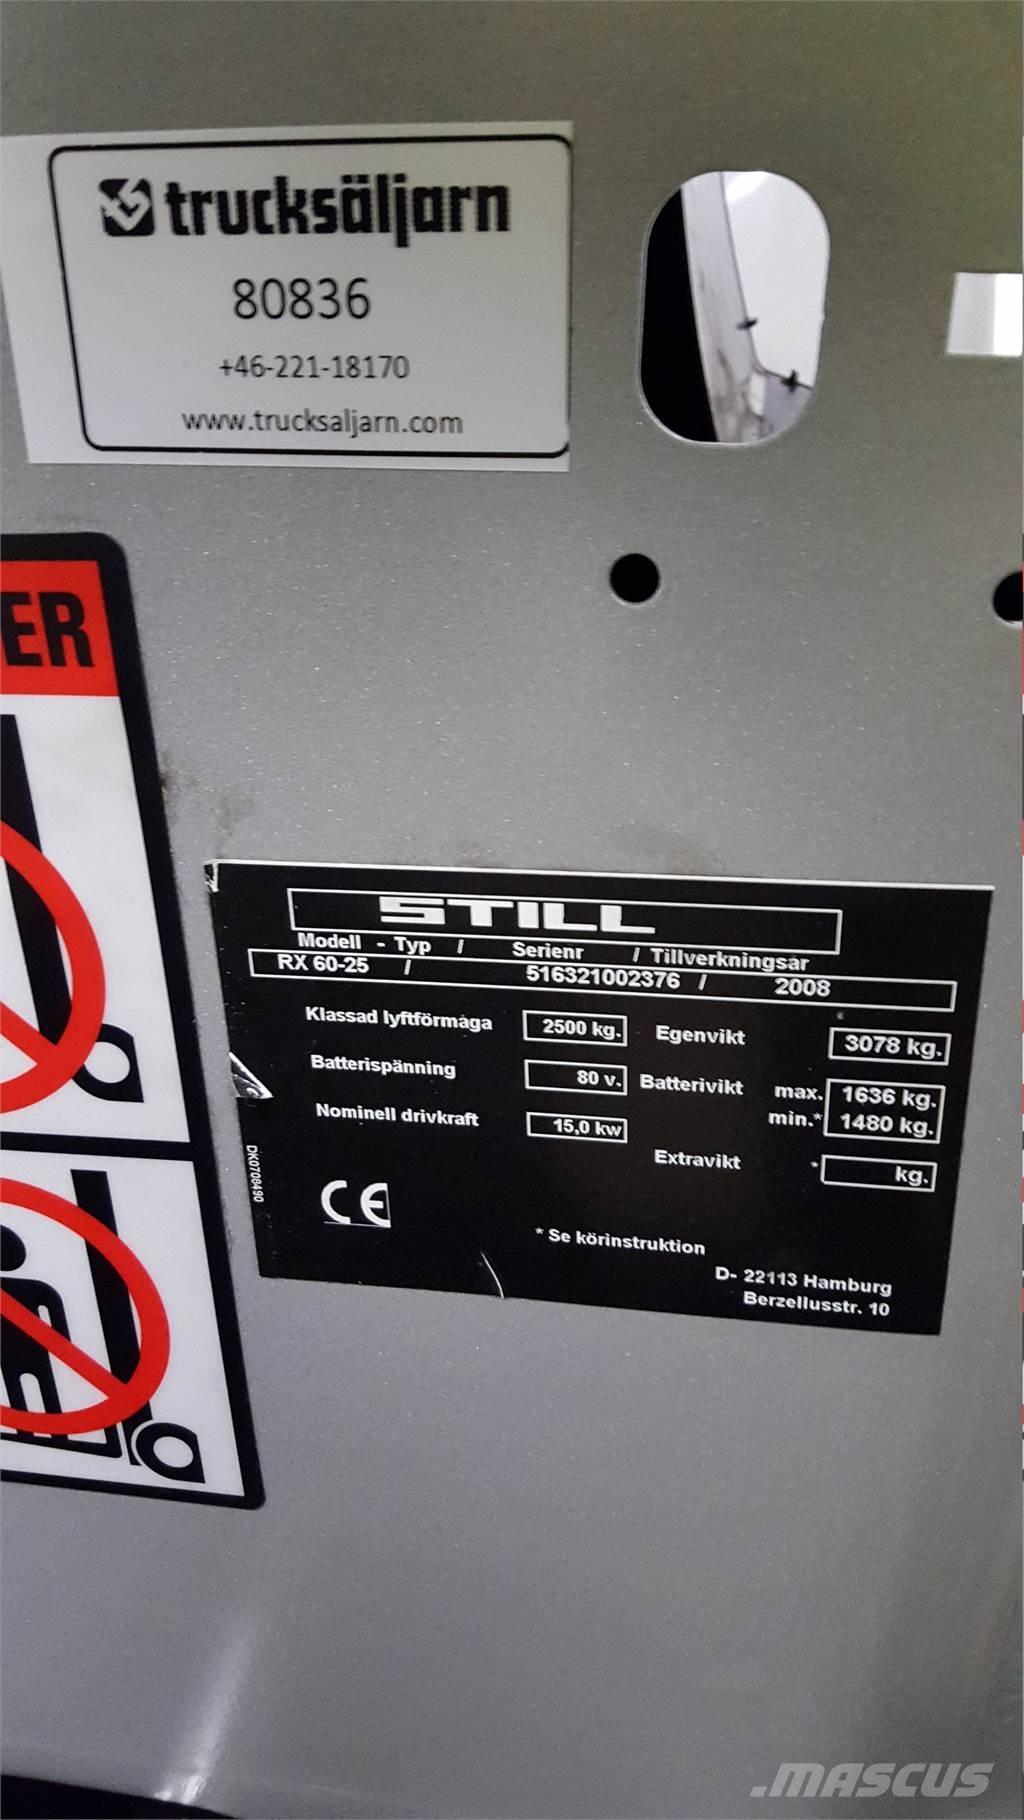 trucksäljarn
80836
+46-221-18170
www.trucksaljarn.com
ER
STILL
Modell - Typ / Serienr / Tillverkningsår
RX 60-25 / 516321002376 / 2008
Klassad lyftförmåga 2500 kg. Egenvikt 3078 kg.
Batterispänning 80 v. Batterivikt max. 1636 kg.
min.* 1480 kg.
Nominell drivkraft 15,0 kw
Extravikt * kg.
DK0708490
CE
* Se körinstruktion
D- 22113 Hamburg
Berzellusstr. 10
.MASCUS